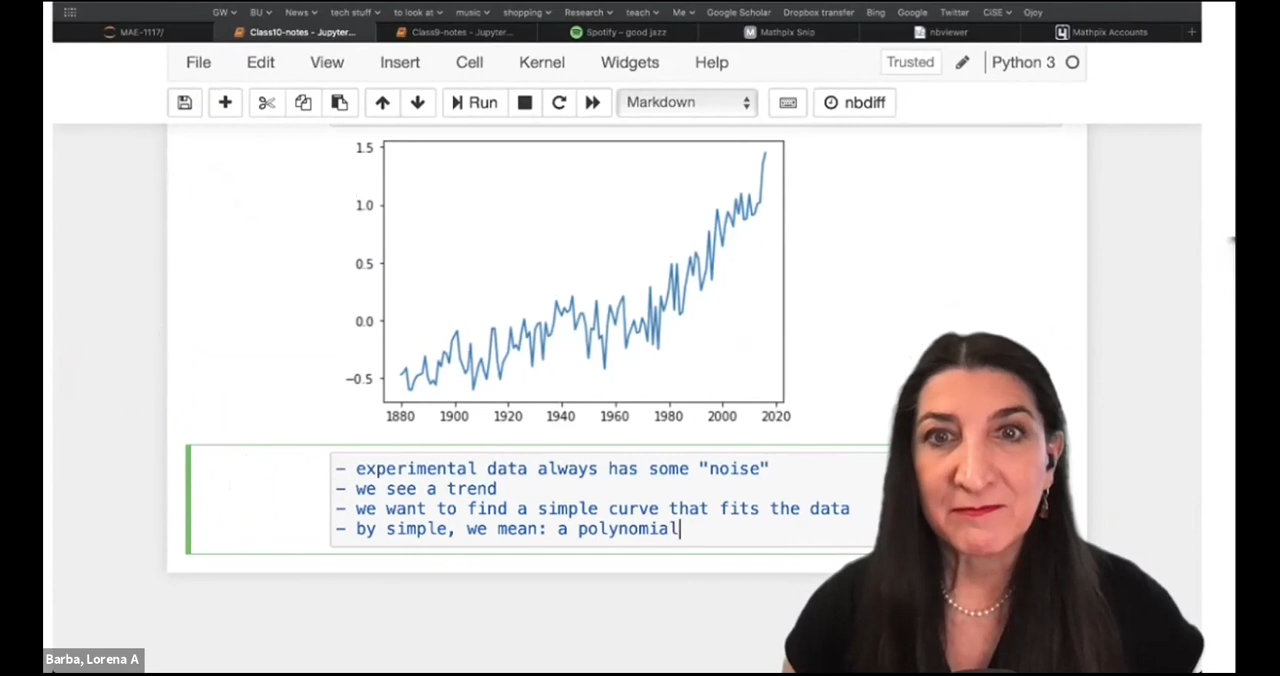 GW BU News tech stuff to look at music shopping Research teach Me Google Scholar Dropbox transfer Bing Google Twitter CiSE Ojoy
MAE-1117/ Class10-notes - Jupyter... Class9-notes - Jupyter... Spotify – good jazz M Mathpix Snip nbviewer Mathpix Accounts +
File Edit View Insert Cell Kernel Widgets Help Trusted Python 3
Run Markdown nbdiff
1.5
1.0
0.5
0.0
−0.5
1880 1900 1920 1940 1960 1980 2000 2020
- experimental data always has some "noise"
- we see a trend
- we want to find a simple curve that fits the data
- by simple, we mean: a polynomial
Barba, Lorena A